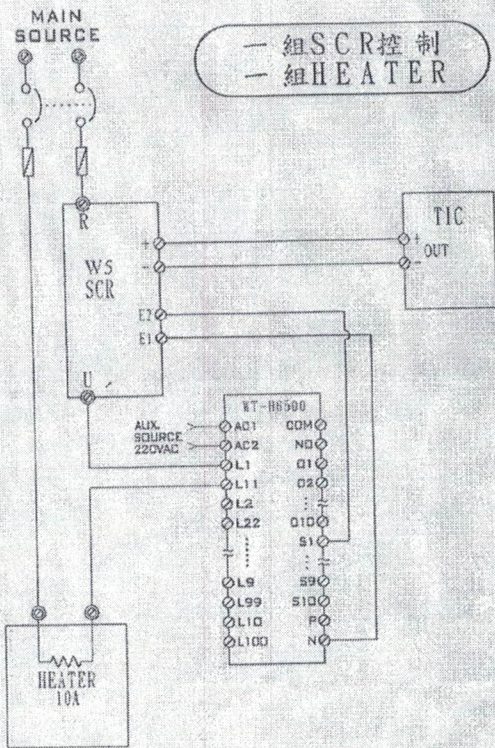 MAIN
SOURCE
一組SCR控制
一組HEATER
R
W5
SCR
+
-
E2
E1
U
TIC
+
OUT
-
WT-H6500
AUX.
SOURCE
220VAC
AC1
AC2
L1
L11
L2
L22
L9
L99
L10
L100
COM
NO
O1
O2
O10
S1
S9
S10
P
N
HEATER
10A